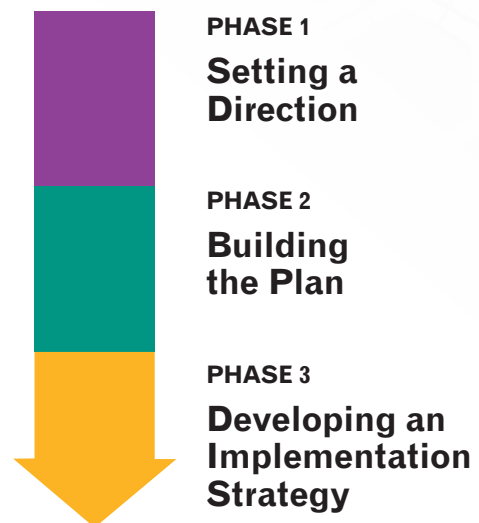 PHASE 1
Setting a
Direction
PHASE 2
Building
the Plan
PHASE 3
Developing an
Implementation
Strategy